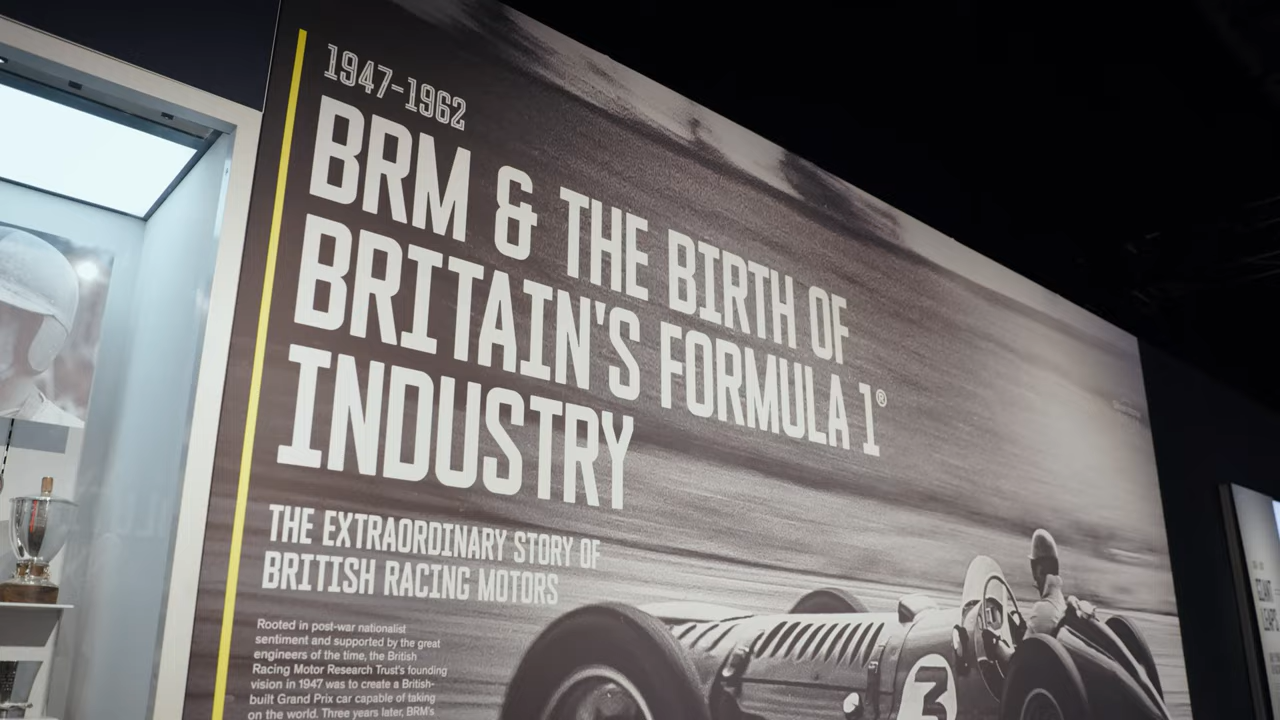 1947-1962
BRM & THE BIRTH OF
BRITAIN'S FORMULA 1®
INDUSTRY
THE EXTRAORDINARY STORY OF
BRITISH RACING MOTORS
Rooted in post-war nationalist
sentiment and supported by the great
engineers of the time, the British
Racing Motor Research Trust's founding
vision in 1947 was to create a British-
built Grand Prix car capable of taking
on the world. Three years later, BRM's
3